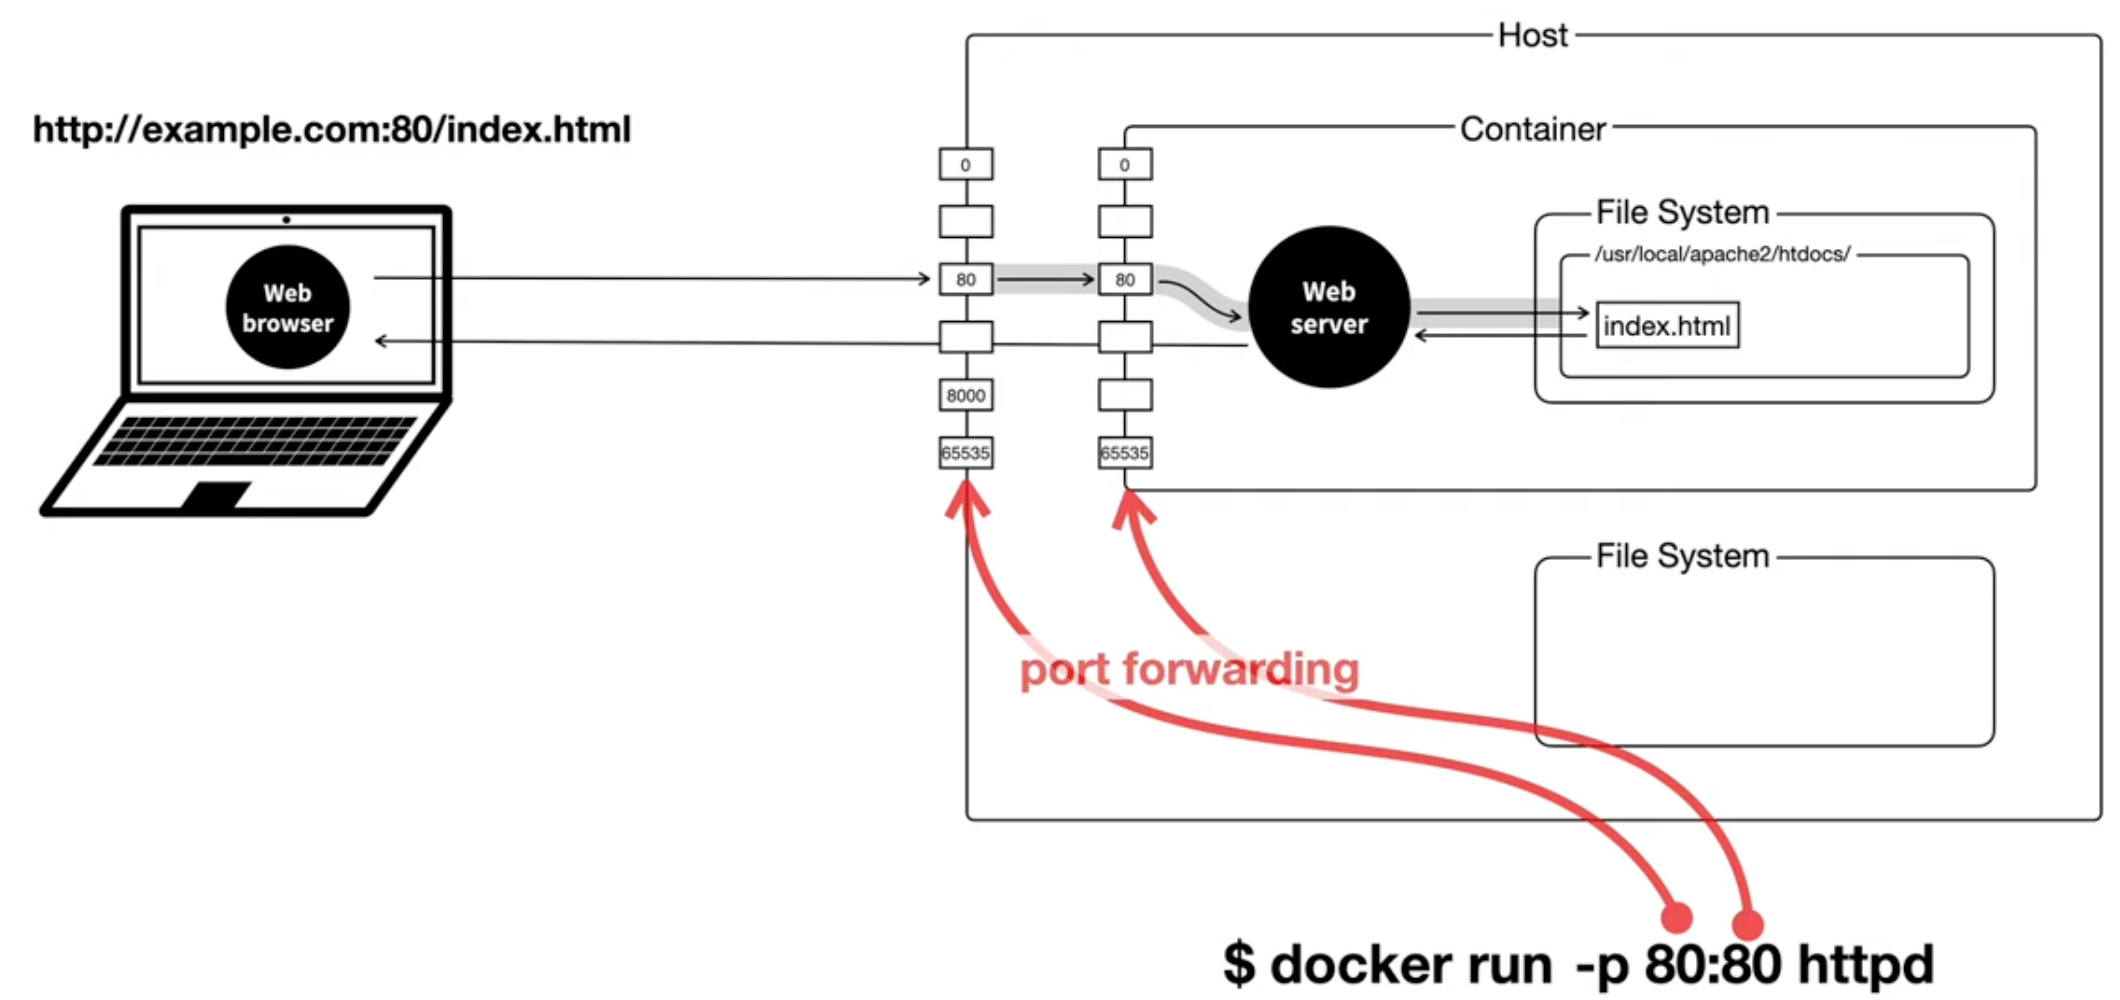 Host
http://example.com:80/index.html
Container
0
0
File System
/usr/local/apache2/htdocs/
80
80
Web
browser
Web
server
index.html
8000
65535
65535
File System
port forwarding
$ docker run -p 80:80 httpd